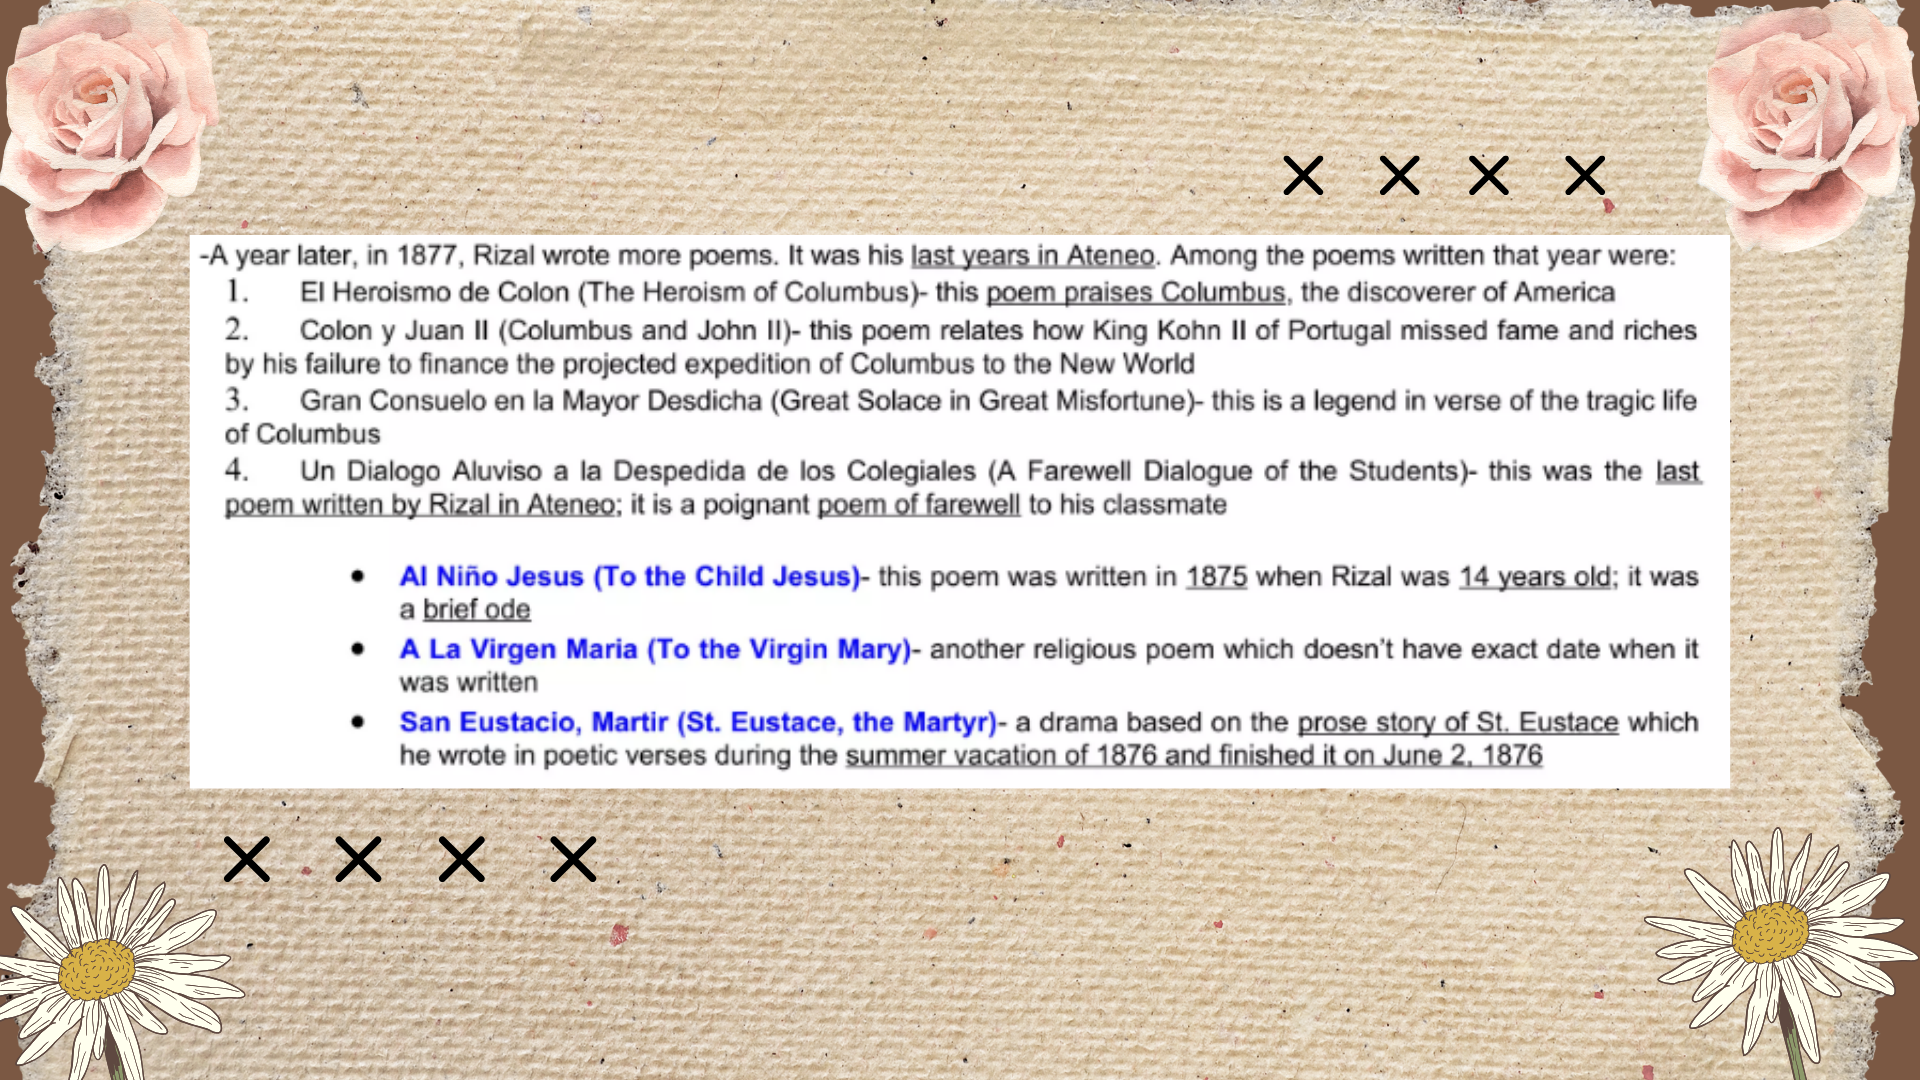 -A year later, in 1877, Rizal wrote more poems. It was his last years in Ateneo. Among the poems written that year were:
1. El Heroismo de Colon (The Heroism of Columbus)- this poem praises Columbus, the discoverer of America
2. Colon y Juan II (Columbus and John II)- this poem relates how King Kohn II of Portugal missed fame and riches
by his failure to finance the projected expedition of Columbus to the New World
3. Gran Consuelo en la Mayor Desdicha (Great Solace in Great Misfortune)- this is a legend in verse of the tragic life
of Columbus
4. Un Dialogo Aluviso a la Despedida de los Colegiales (A Farewell Dialogue of the Students)- this was the last
poem written by Rizal in Ateneo; it is a poignant poem of farewell to his classmate
• Al Niño Jesus (To the Child Jesus)- this poem was written in 1875 when Rizal was 14 years old; it was
a brief ode
• A La Virgen Maria (To the Virgin Mary)- another religious poem which doesn't have exact date when it
was written
• San Eustacio, Martir (St. Eustace, the Martyr)- a drama based on the prose story of St. Eustace which
he wrote in poetic verses during the summer vacation of 1876 and finished it on June 2, 1876